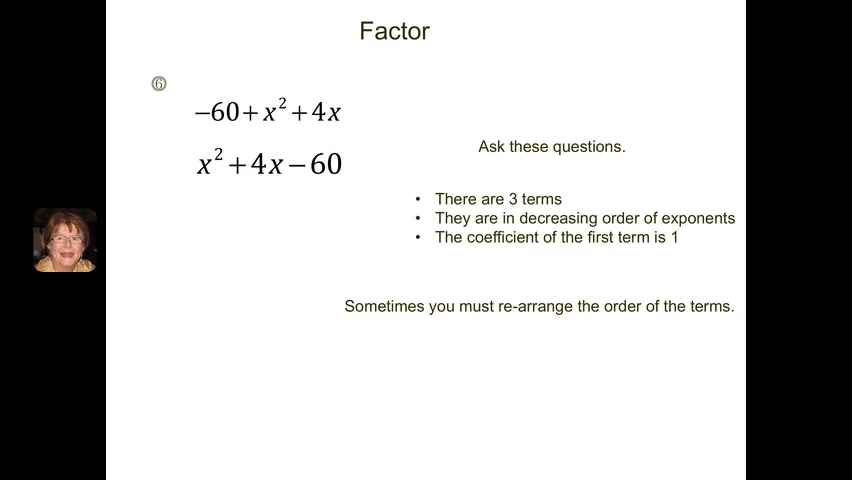 Factor
⑥
−60+x²+4x
x²+4x−60
Ask these questions.
• There are 3 terms
• They are in decreasing order of exponents
• The coefficient of the first term is 1
Sometimes you must re-arrange the order of the terms.